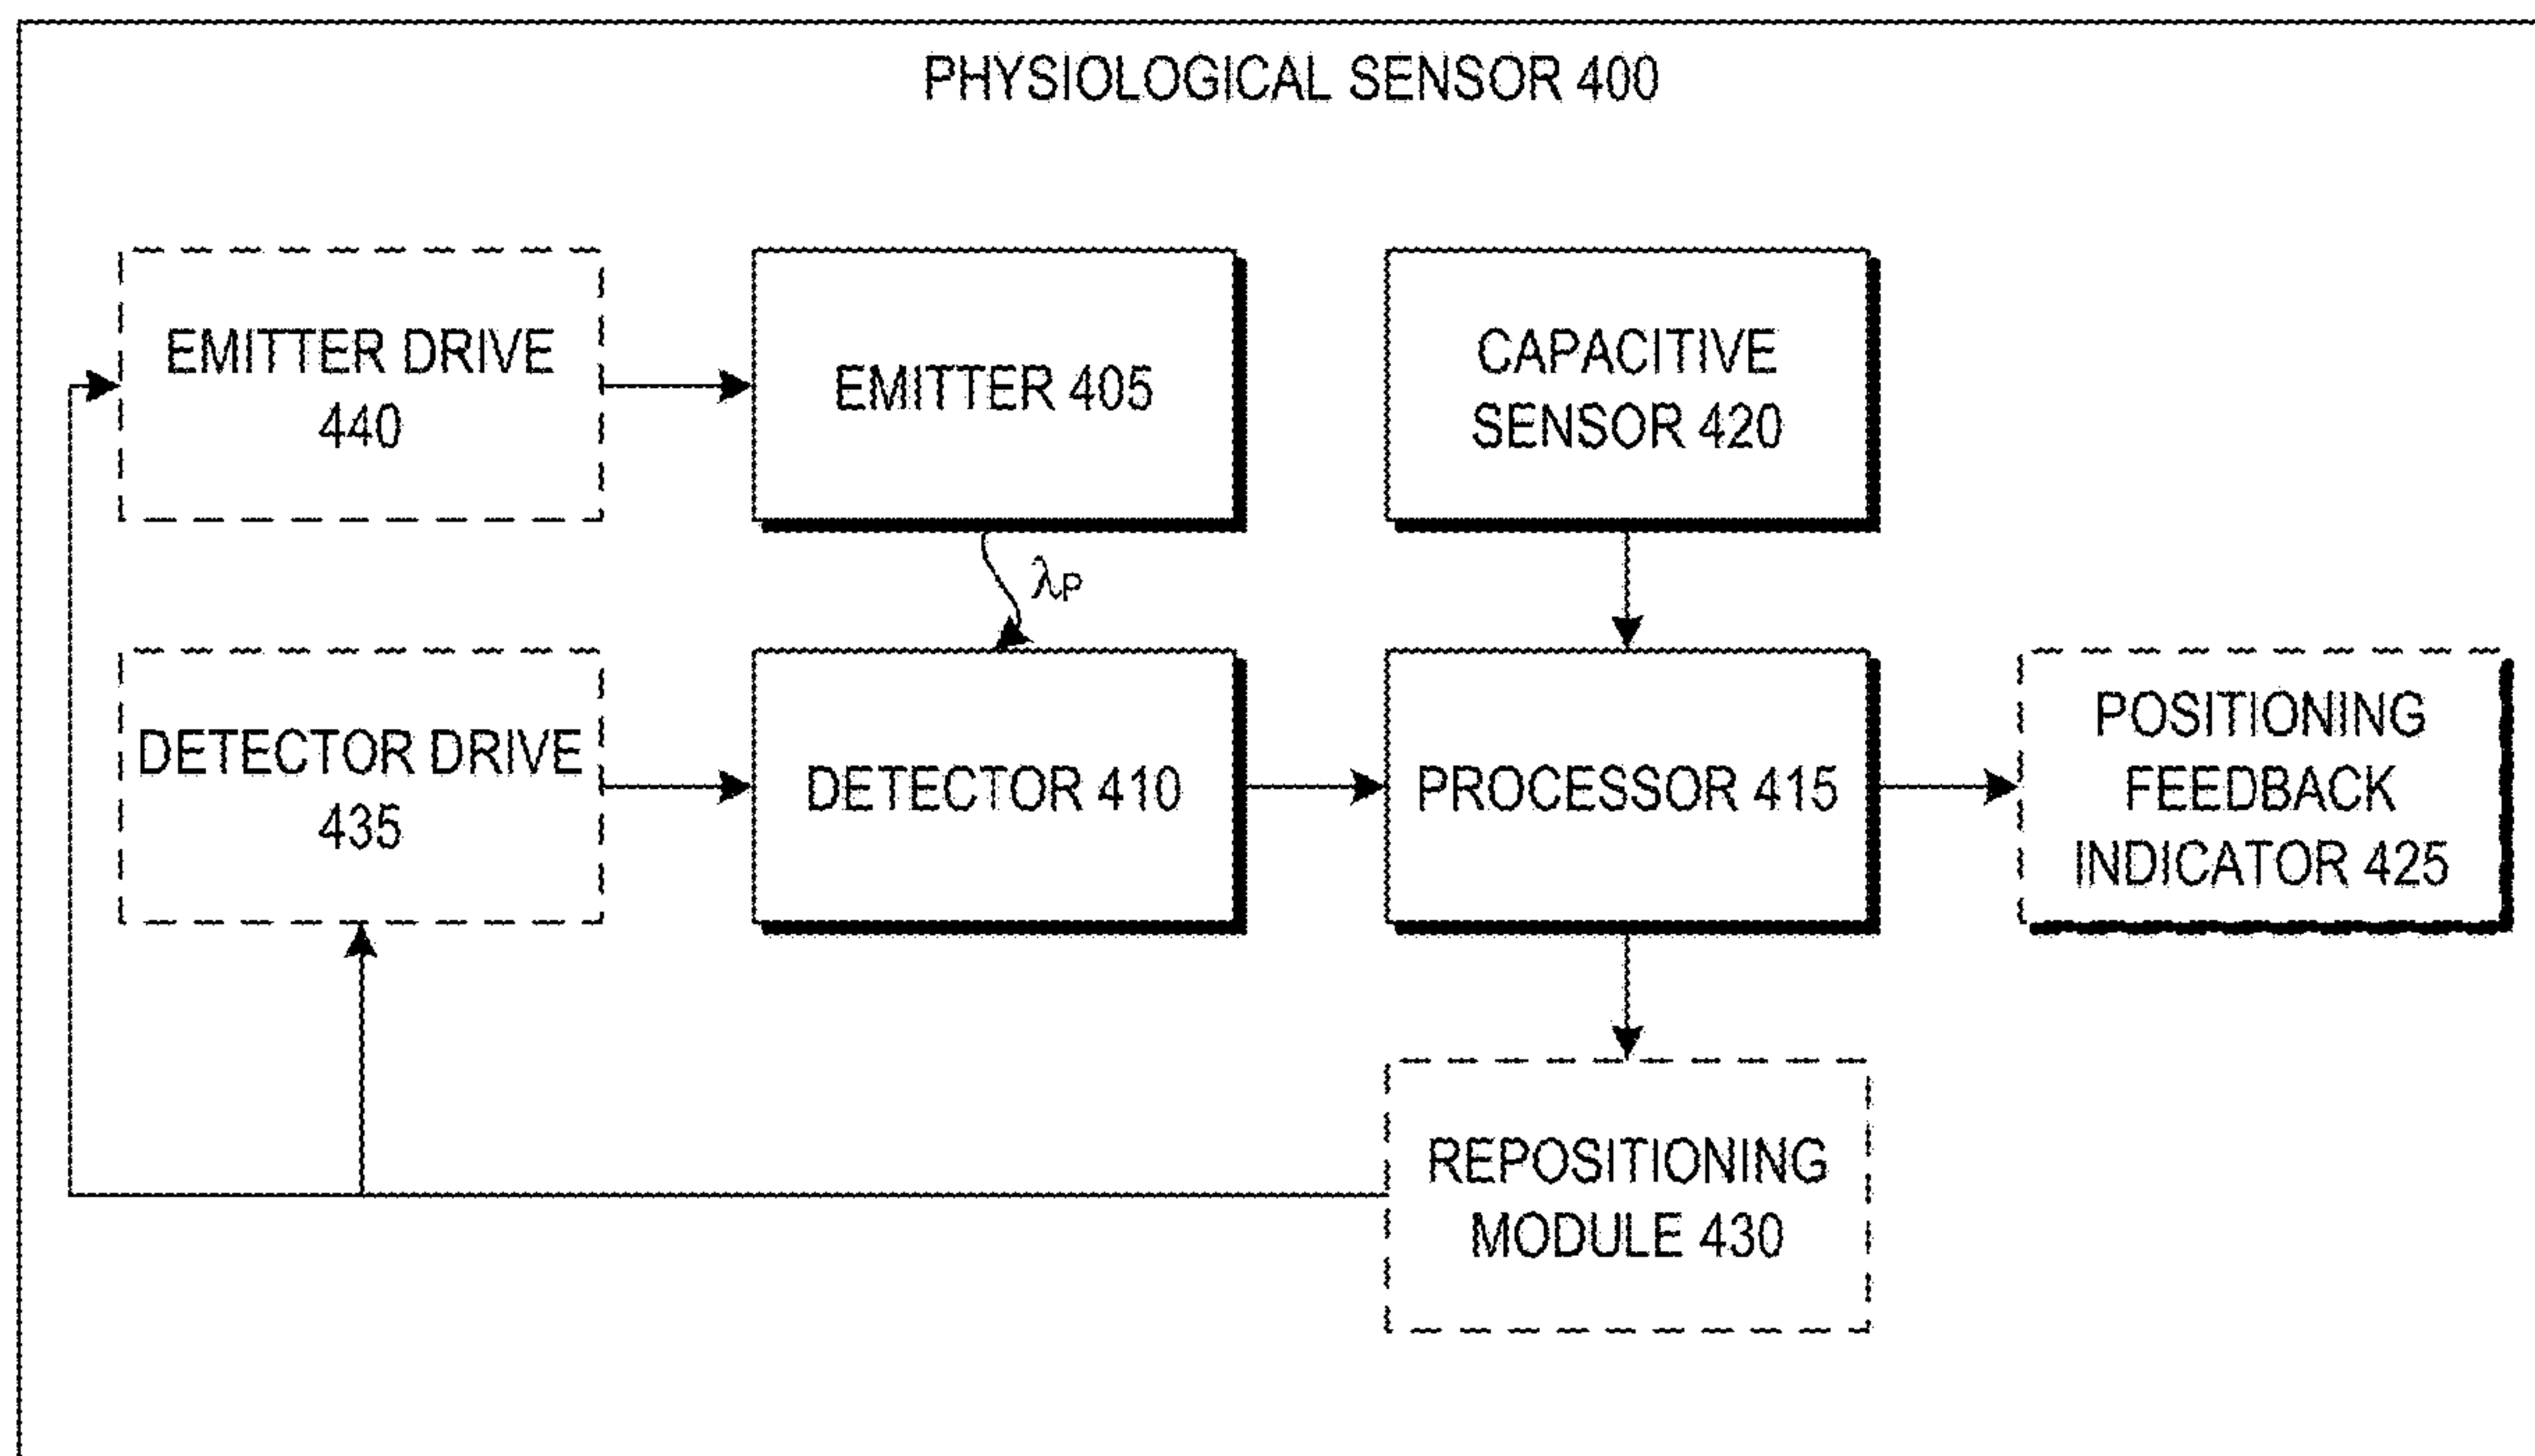 PHYSIOLOGICAL SENSOR 400
EMITTER DRIVE
440
EMITTER 405
CAPACITIVE
SENSOR 420
λP
DETECTOR DRIVE
435
DETECTOR 410
PROCESSOR 415
POSITIONING
FEEDBACK
INDICATOR 425
REPOSITIONING
MODULE 430